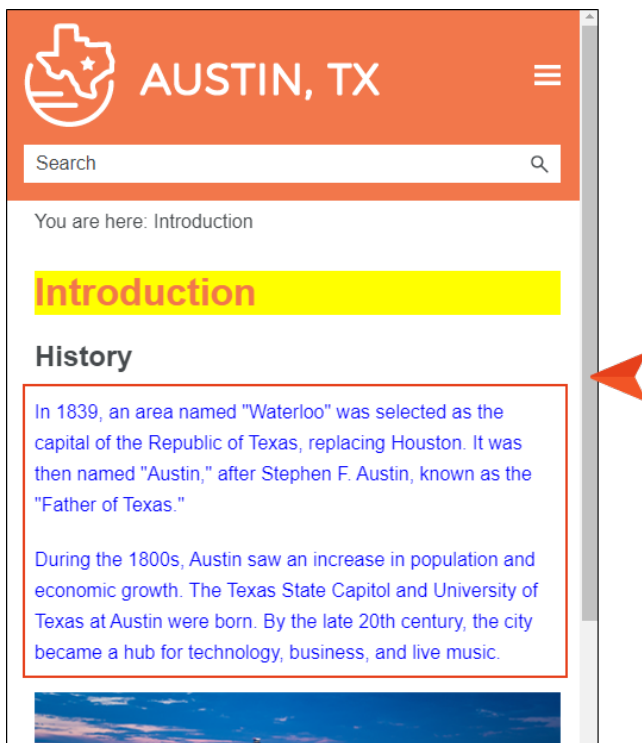 AUSTIN, TX
Search
You are here: Introduction
Introduction
History
In 1839, an area named "Waterloo" was selected as the
capital of the Republic of Texas, replacing Houston. It was
then named "Austin," after Stephen F. Austin, known as the
"Father of Texas."
During the 1800s, Austin saw an increase in population and
economic growth. The Texas State Capitol and University of
Texas at Austin were born. By the late 20th century, the city
became a hub for technology, business, and live music.